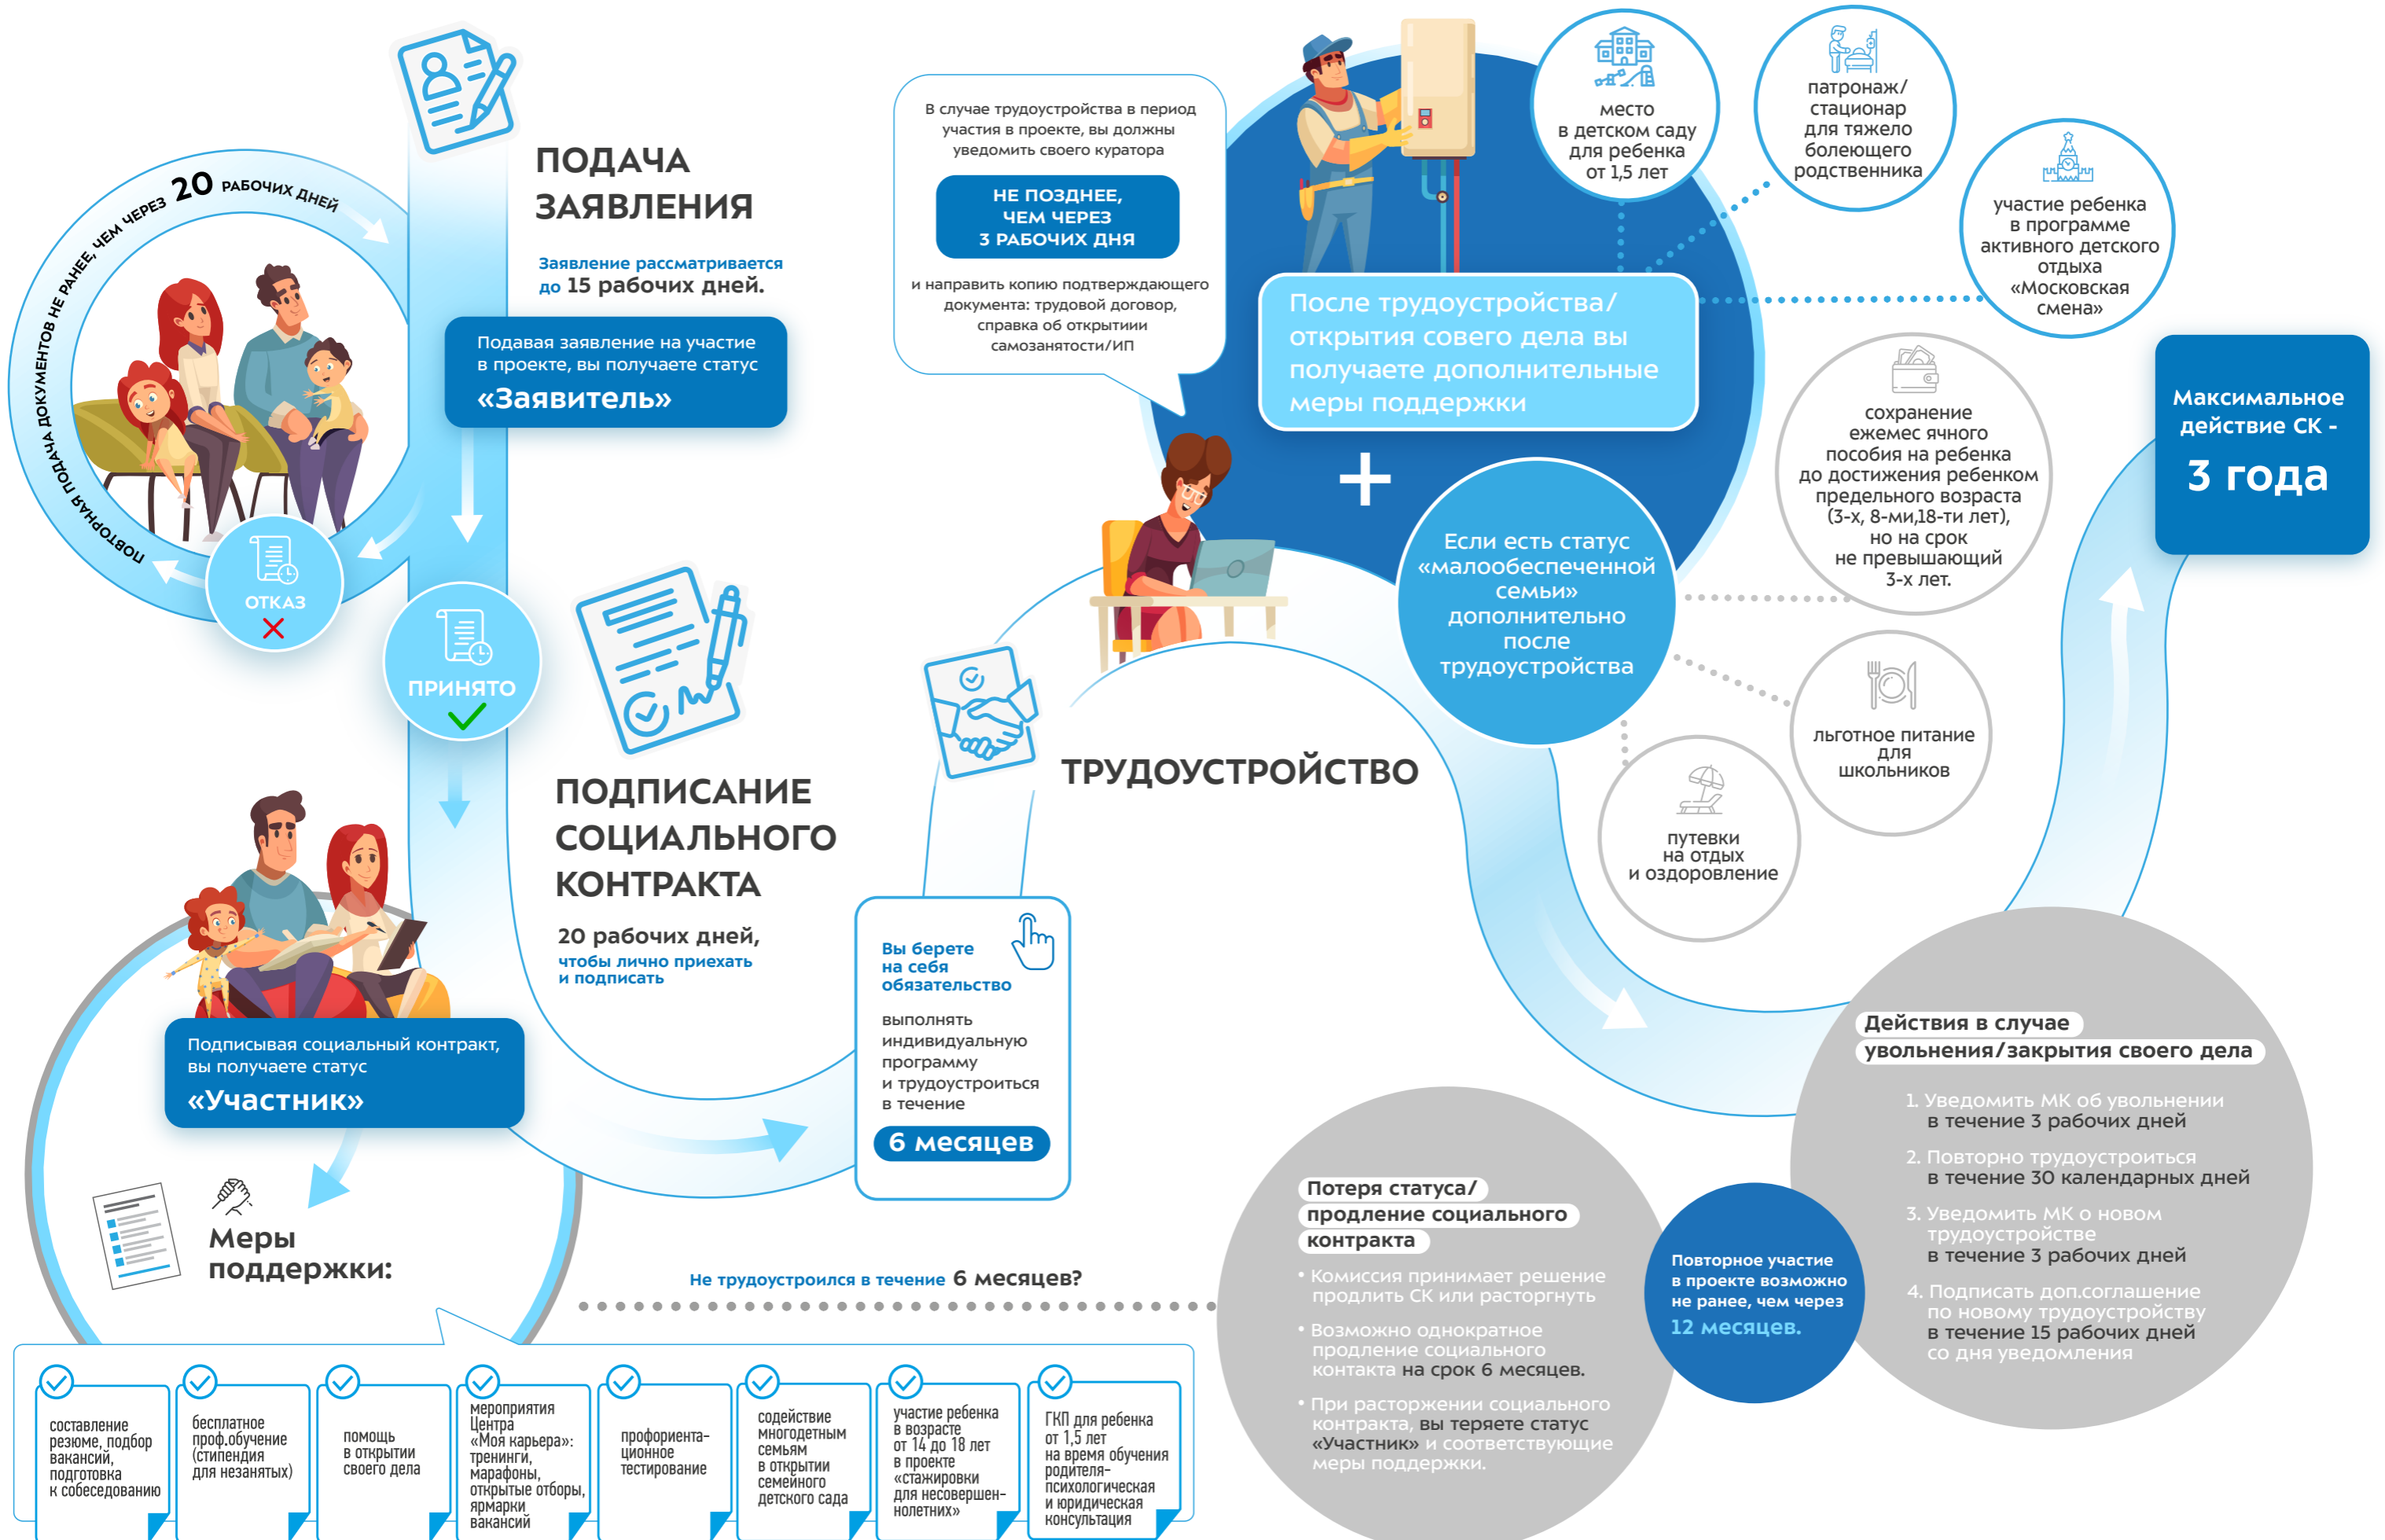 ПОДАЧА
ЗАЯВЛЕНИЯ
Заявление рассматривается
до 15 рабочих дней.
Подавая заявление на участие
в проекте, вы получаете статус
«Заявитель»
ПОВТОРНАЯ ПОДАЧА ДОКУМЕНТОВ НЕ РАНЕЕ, ЧЕМ ЧЕРЕЗ 20 РАБОЧИХ ДНЕЙ
ОТКАЗ
ПРИНЯТО
ПОДПИСАНИЕ
СОЦИАЛЬНОГО
КОНТРАКТА
20 рабочих дней,
чтобы лично приехать
и подписать
Подписывая социальный контракт,
вы получаете статус
«Участник»
Меры
поддержки:
составление
резюме, подбор
вакансий,
подготовка
к собеседованию
бесплатное
проф.обучение
(стипендия
для незанятых)
помощь
в открытии
своего дела
мероприятия
Центра
«Моя карьера»:
тренинги,
марафоны,
открытые отборы,
ярмарки
вакансий
профориента-
ционное
тестирование
содействие
многодетным
семьям
в открытии
семейного
детского сада
участие ребенка
в возрасте
от 14 до 18 лет
в проекте
«стажировки
для несовершен-
нолетних»
ГКП для ребенка
от 1,5 лет
на время обучения
родителя-
психологическая
и юридическая
консультация
Вы берете
на себя
обязательство
выполнять
индивидуальную
программу
и трудоустроиться
в течение
6 месяцев
Не трудоустроился в течение 6 месяцев?
ТРУДОУСТРОЙСТВО
В случае трудоустройства в период
участия в проекте, вы должны
уведомить своего куратора
НЕ ПОЗДНЕЕ,
ЧЕМ ЧЕРЕЗ
3 РАБОЧИХ ДНЯ
и направить копию подтверждающего
документа: трудовой договор,
справка об открытиии
самозанятости/ИП
После трудоустройства/
открытия совего дела вы
получаете дополнительные
меры поддержки
место
в детском саду
для ребенка
от 1,5 лет
патронаж/
стационар
для тяжело
болеющего
родственника
участие ребенка
в программе
активного детского
отдыха
«Московская
смена»
+
Если есть статус
«малообеспеченной
семьи»
дополнительно
после
трудоустройства
сохранение
ежемес ячного
пособия на ребенка
до достижения ребенком
предельного возраста
(3-х, 8-ми,18-ти лет),
но на срок
не превышающий
3-х лет.
льготное питание
для
школьников
путевки
на отдых
и оздоровление
Максимальное
действие СК -
3 года
Потеря статуса/
продление социального
контракта
• Комиссия принимает решение
продлить СК или расторгнуть
• Возможно однократное
продление социального
контакта на срок 6 месяцев.
• При расторжении социального
контракта, вы теряете статус
«Участник» и соответствующие
меры поддержки.
Повторное участие
в проекте возможно
не ранее, чем через
12 месяцев.
Действия в случае
увольнения/закрытия своего дела
1. Уведомить МК об увольнении
в течение 3 рабочих дней
2. Повторно трудоустроиться
в течение 30 календарных дней
3. Уведомить МК о новом
трудоустройстве
в течение 3 рабочих дней
4. Подписать доп.соглашение
по новому трудоустройству
в течение 15 рабочих дней
со дня уведомления